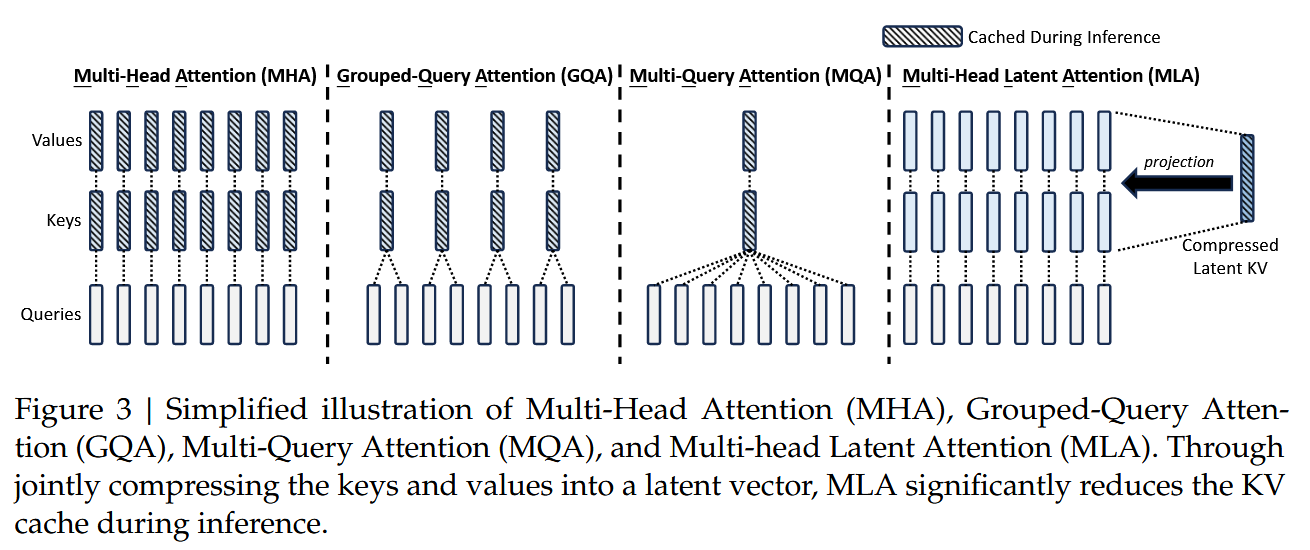 Cached During Inference
Multi-Head Attention (MHA)
Grouped-Query Attention (GQA)
Multi-Query Attention (MQA)
Multi-Head Latent Attention (MLA)
Values
Keys
Queries
projection
Compressed
Latent KV
Figure 3 | Simplified illustration of Multi-Head Attention (MHA), Grouped-Query Atten-
tion (GQA), Multi-Query Attention (MQA), and Multi-head Latent Attention (MLA). Through
jointly compressing the keys and values into a latent vector, MLA significantly reduces the KV
cache during inference.